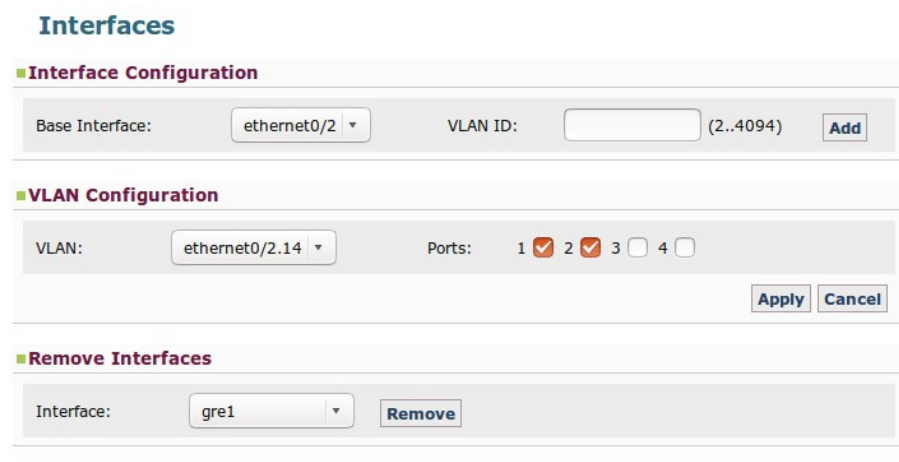 Interfaces
Interface Configuration
Base Interface: ethernet0/2 VLAN ID: (2..4094) Add
VLAN Configuration
VLAN: ethernet0/2.14 Ports: 1 2 3 4
Apply Cancel
Remove Interfaces
Interface: gre1 Remove